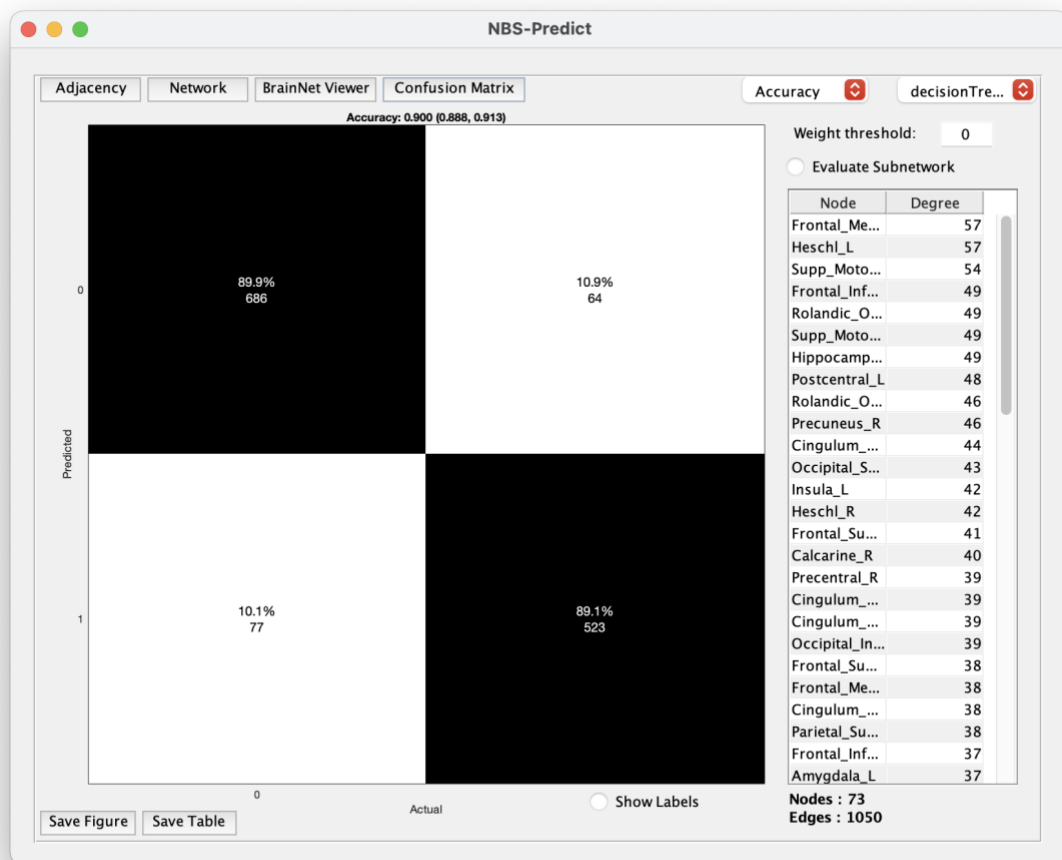 NBS-Predict
Adjacency Network BrainNet Viewer Confusion Matrix Accuracy decisionTre...
Accuracy: 0.900 (0.888, 0.913)
Weight threshold: 0
Evaluate Subnetwork
Node Degree
Frontal_Me... 57
Heschl_L 57
Supp_Moto... 54
Frontal_Inf... 49
Rolandic_O... 49
Supp_Moto... 49
Hippocamp... 49
Postcentral_L 48
Rolandic_O... 46
Precuneus_R 46
Cingulum_... 44
Occipital_S... 43
Insula_L 42
Heschl_R 42
Frontal_Su... 41
Calcarine_R 40
Precentral_R 39
Cingulum_... 39
Cingulum_... 39
Occipital_In... 39
Frontal_Su... 38
Frontal_Me... 38
Cingulum_... 38
Parietal_Su... 38
Frontal_Inf... 37
Amygdala_L 37
Nodes : 73
Edges : 1050
Predicted
0
89.9%
686
10.9%
64
1
10.1%
77
89.1%
523
0
Actual
Show Labels
Save Figure Save Table